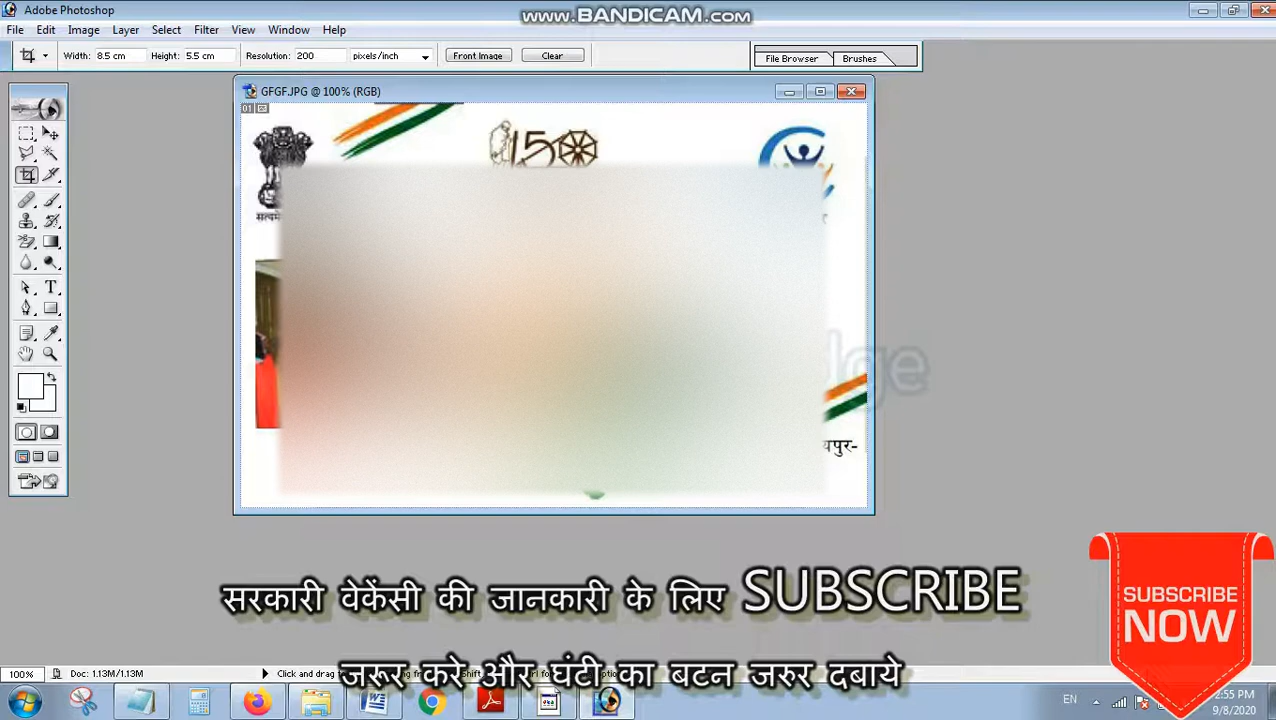 Adobe Photoshop
www.BANDICAM.com
File Edit Image Layer Select Filter View Window Help
Width: 8.5 cm Height: 5.5 cm Resolution: 200 pixels/inch Front Image Clear File Browser Brushes
GFGF.JPG @ 100% (RGB)
01
150
lge
यपुर-
सरकारी वेकेंसी की जानकारी के लिए SUBSCRIBE
जरूर करे और घंटी का बटन जरुर दबाये
SUBSCRIBE
NOW
100% Doc: 1.13M/1.13M Click and drag
EN 2:55 PM
9/8/2020